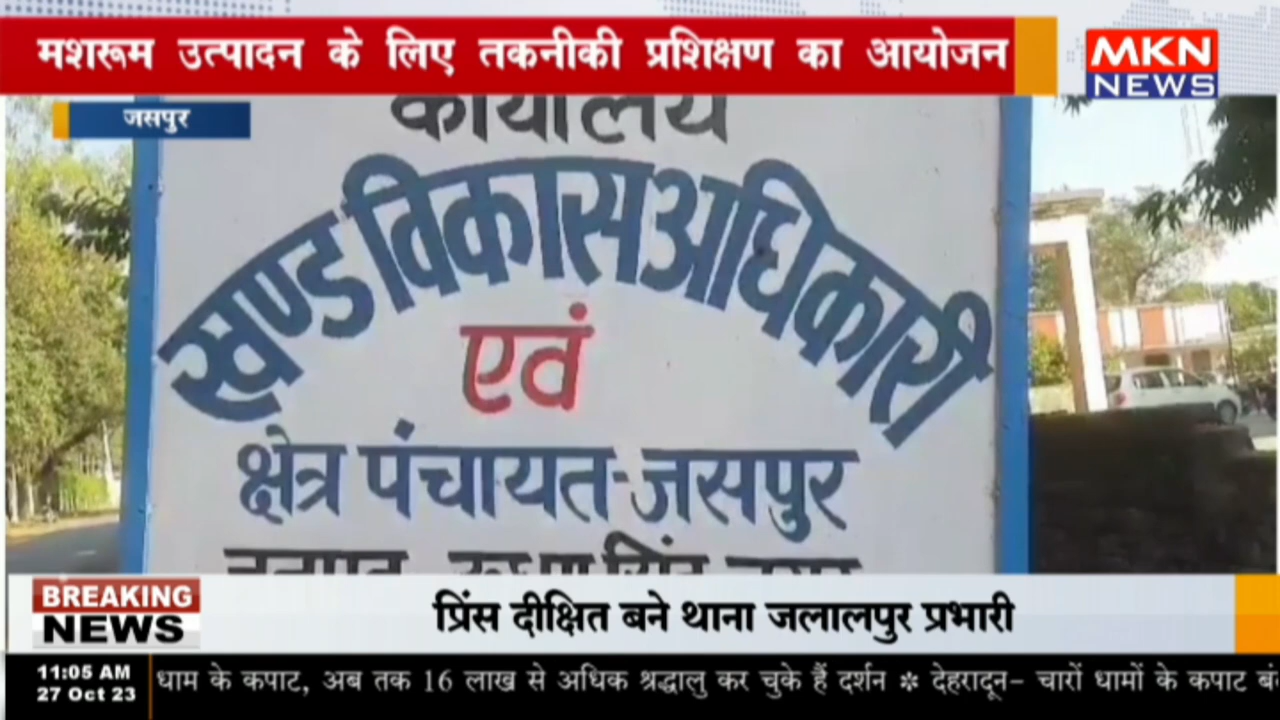 मशरूम उत्पादन के लिए तकनीकी प्रशिक्षण का आयोजन
MKN
NEWS
जसपुर
कार्यालय
खण्ड विकास अधिकारी
एवं
क्षेत्र पंचायत-जसपुर
BREAKING
NEWS
प्रिंस दीक्षित बने थाना जलालपुर प्रभारी
11:05 AM
27 Oct 23
धाम के कपाट, अब तक 16 लाख से अधिक श्रद्धालु कर चुके हैं दर्शन * देहरादून- चारों धामों के कपाट